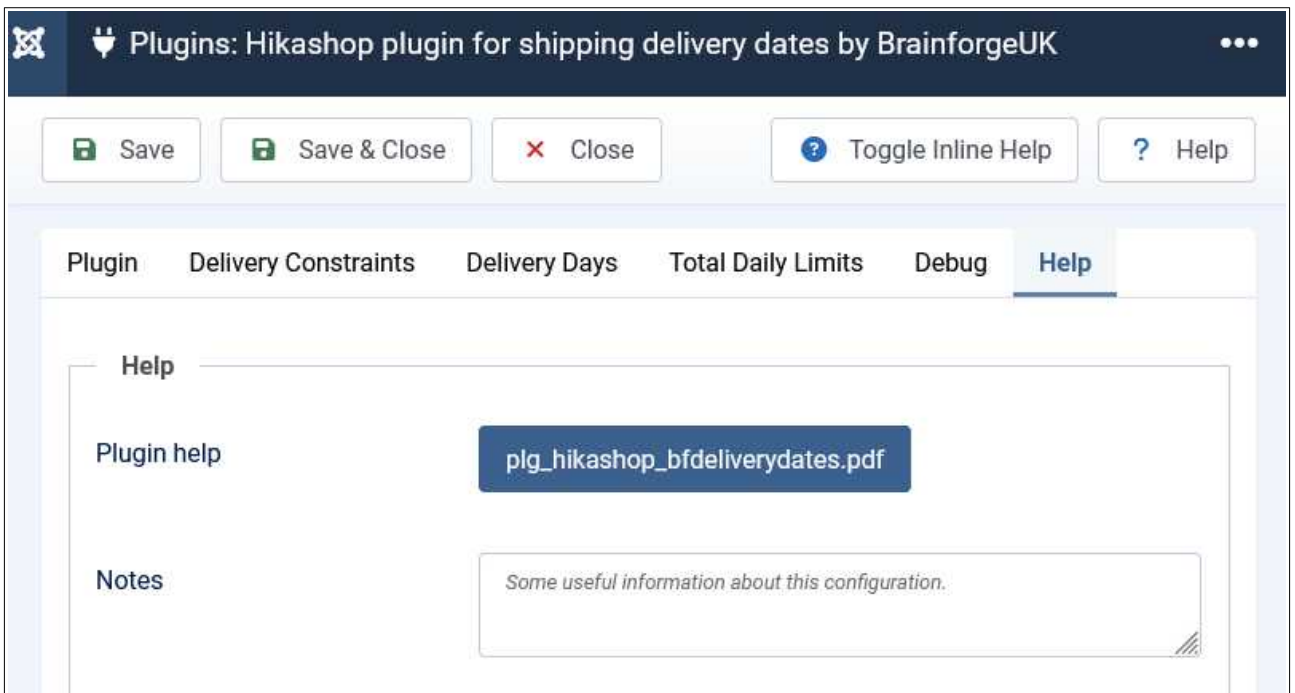 Plugins: Hikashop plugin for shipping delivery dates by BrainforgeUK
Save Save & Close Close Toggle Inline Help ? Help
Plugin Delivery Constraints Delivery Days Total Daily Limits Debug Help
Help
Plugin help plg_hikashop_bfdeliverydates.pdf
Notes Some useful information about this configuration.